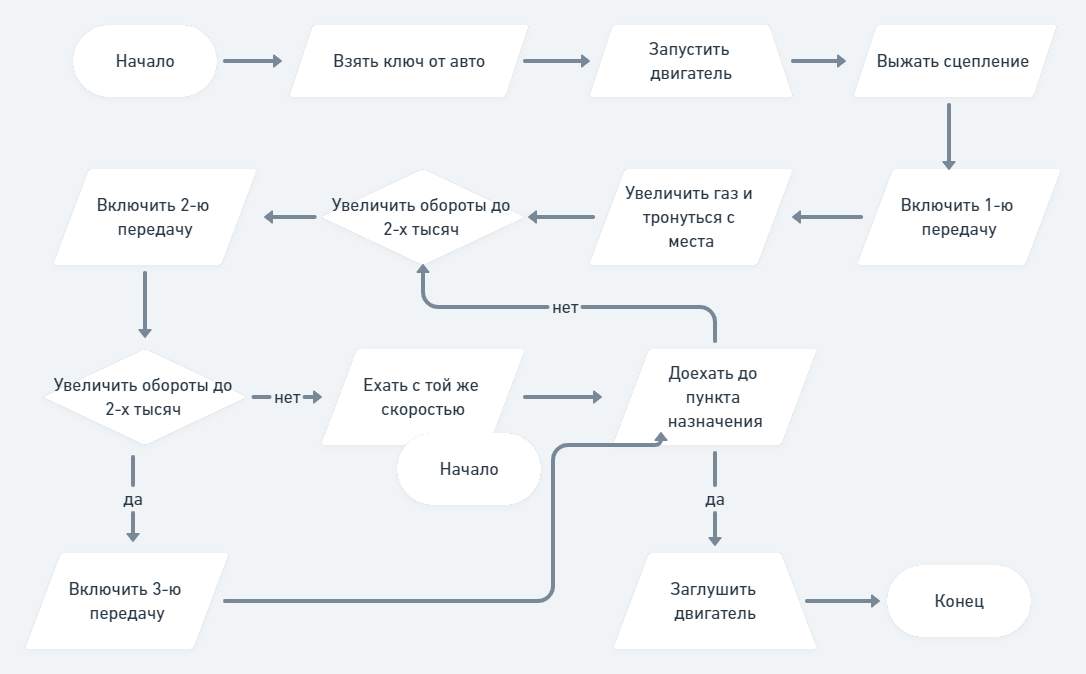 Начало
Взять ключ от авто
Запустить
двигатель
Выжать сцепление
Включить 2-ю
передачу
Увеличить обороты до
2-х тысяч
Увеличить газ и
тронуться с
места
Включить 1-ю
передачу
нет
Увеличить обороты до
2-х тысяч
нет
Ехать с той же
скоростью
Доехать до
пункта
назначения
Начало
да
да
Включить 3-ю
передачу
Заглушить
двигатель
Конец